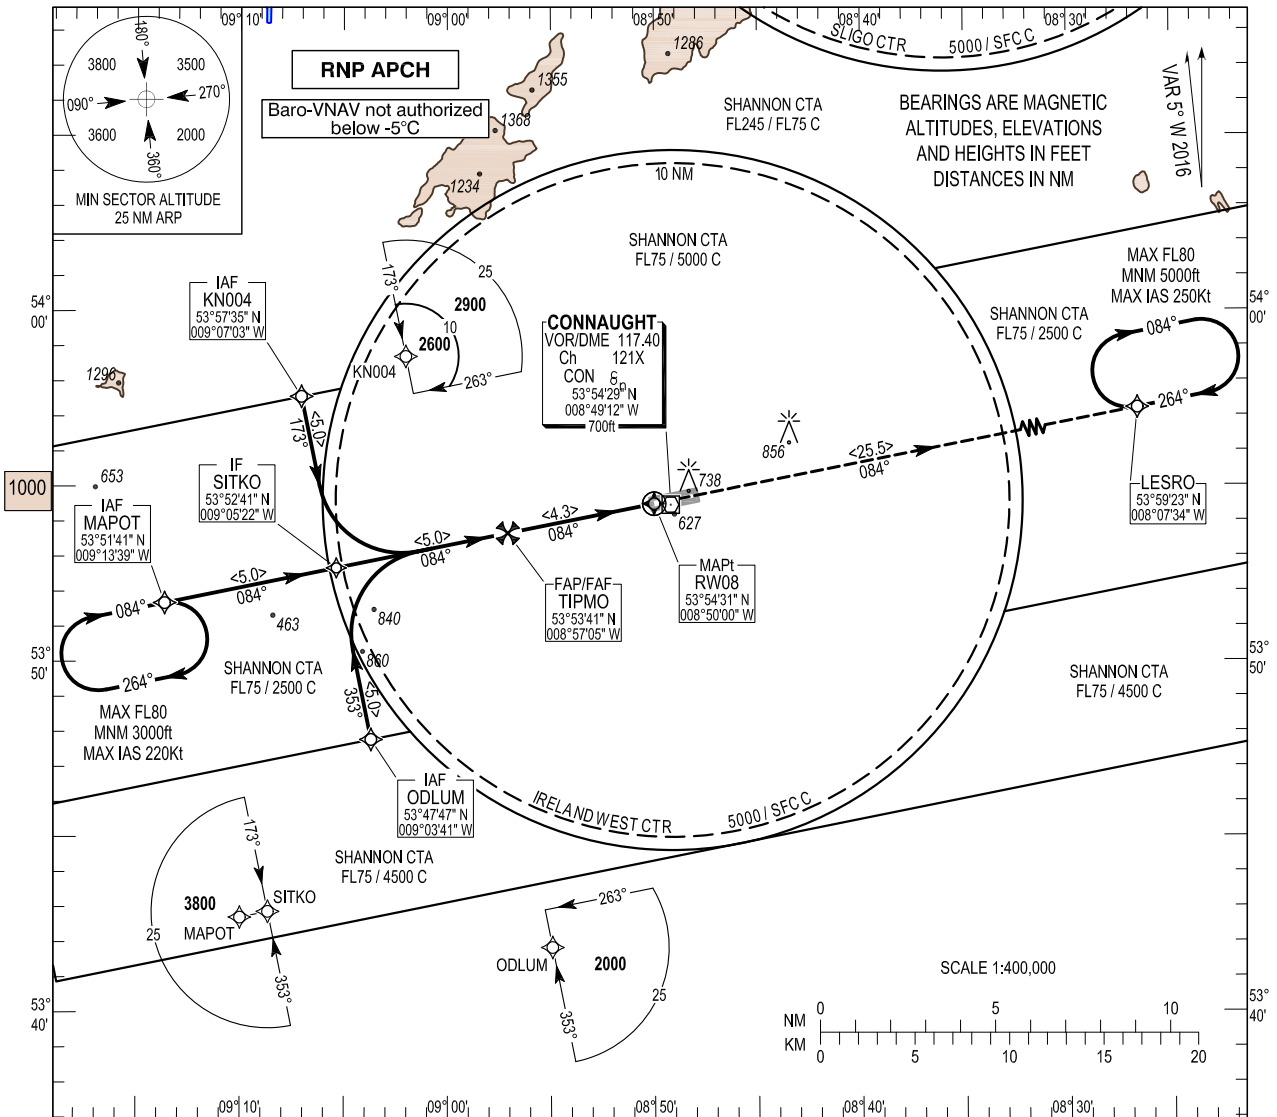 09°10'
09°00'
08°50'
08°40'
08°30'
180°
3800
3500
090°
270°
3600
2000
360°
MIN SECTOR ALTITUDE
25 NM ARP
RNP APCH
Baro-VNAV not authorized
below -5°C
1286
1355
1368
1234
SLIGO CTR
5000 / SFC C
SHANNON CTA
FL245 / FL75 C
BEARINGS ARE MAGNETIC
ALTITUDES, ELEVATIONS
AND HEIGHTS IN FEET
DISTANCES IN NM
VAR 5° W 2016
10 NM
SHANNON CTA
FL75 / 5000 C
MAX FL80
MNM 5000ft
MAX IAS 250Kt
084°
264°
SHANNON CTA
FL75 / 2500 C
54°
00'
54°
00'
IAF
KN004
53°57'35" N
009°07'03" W
173°
25
2900
10
2600
KN004
263°
CONNAUGHT
VOR/DME 117.40
Ch 121X
CON
53°54'29" N
008°49'12" W
700ft
1296
<5.0>
173°
856
738
627
<25.5>
084°
LESRO
53°59'23" N
008°07'34" W
1000
653
IAF
MAPOT
53°51'41" N
009°13'39" W
IF
SITKO
53°52'41" N
009°05'22" W
<5.0>
084°
<5.0>
084°
<4.3>
084°
FAP/FAF
TIPMO
53°53'41" N
008°57'05" W
MAPt
RW08
53°54'31" N
008°50'00" W
084°
264°
463
840
860
53°
50'
53°
50'
SHANNON CTA
FL75 / 2500 C
SHANNON CTA
FL75 / 4500 C
MAX FL80
MNM 3000ft
MAX IAS 220Kt
<5.0>
353°
IAF
ODLUM
53°47'47" N
009°03'41" W
IRELAND WEST CTR
5000 / SFC C
SHANNON CTA
FL75 / 4500 C
173°
3800
SITKO
MAPOT
25
353°
263°
ODLUM
2000
25
353°
SCALE 1:400,000
53°
40'
53°
40'
NM
0
5
10
KM
0
5
10
15
20
09°10'
09°00'
08°50'
08°40'
08°30'